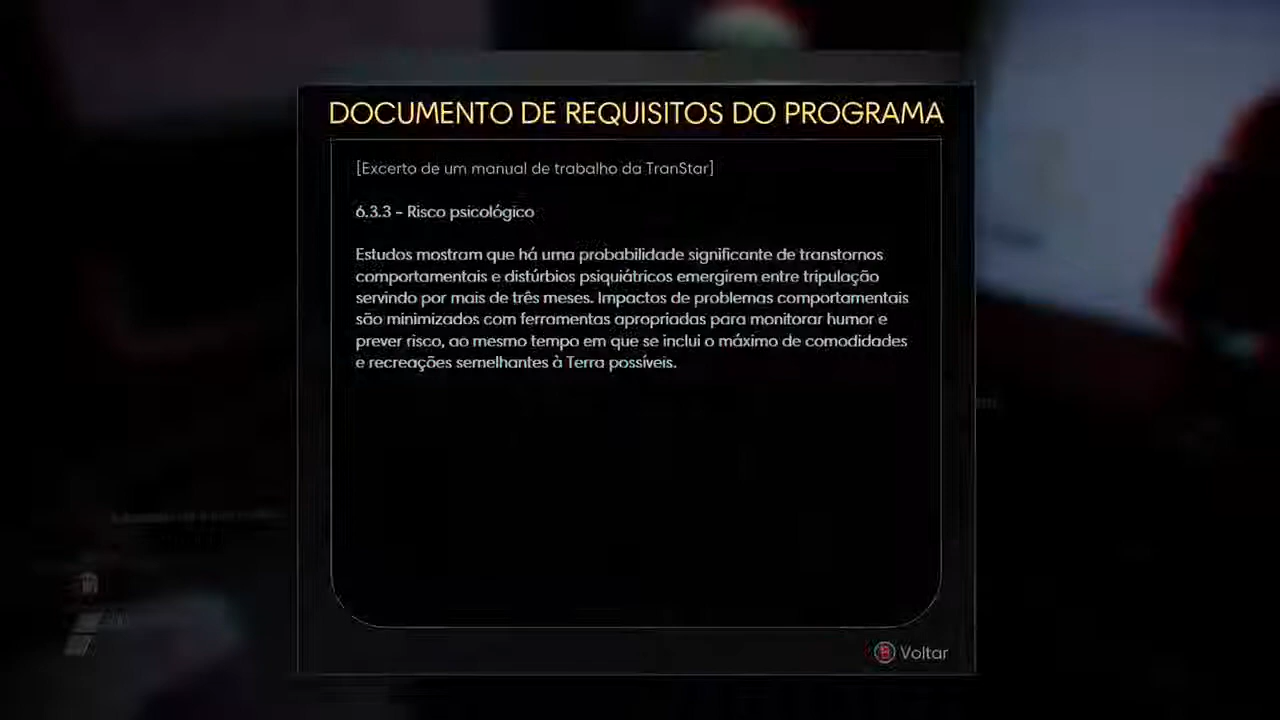 DOCUMENTO DE REQUISITOS DO PROGRAMA
[Excerto de um manual de trabalho da TranStar]
6.3.3 - Risco psicológico
Estudos mostram que há uma probabilidade significante de transtornos
comportamentais e distúrbios psiquiátricos emergirem entre tripulação
servindo por mais de três meses. Impactos de problemas comportamentais
são minimizados com ferramentas apropriadas para monitorar humor e
prever risco, ao mesmo tempo em que se inclui o máximo de comodidades
e recreações semelhantes à Terra possíveis.
B Voltar